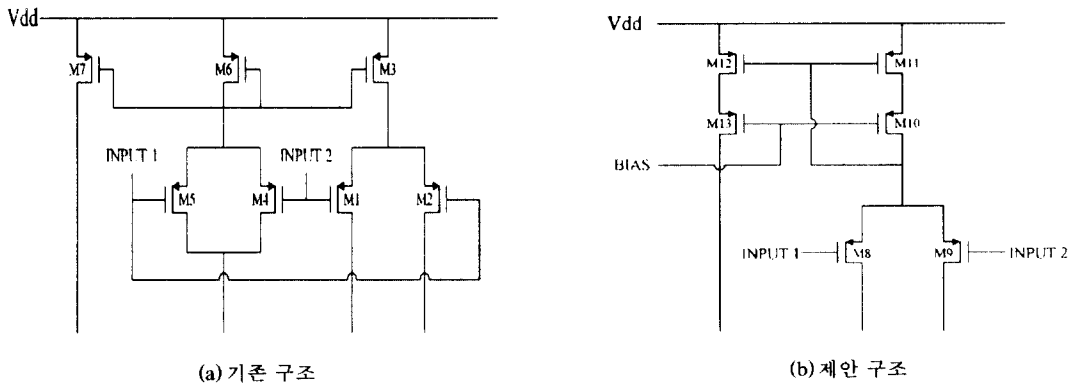 Vdd
M7
M6
M3
INPUT 1
INPUT 2
M5
M4
M1
M2
(a) 기존 구조
Vdd
M12
M11
M13
M10
BIAS
INPUT 1
M8
M9
INPUT 2
(b) 제안 구조